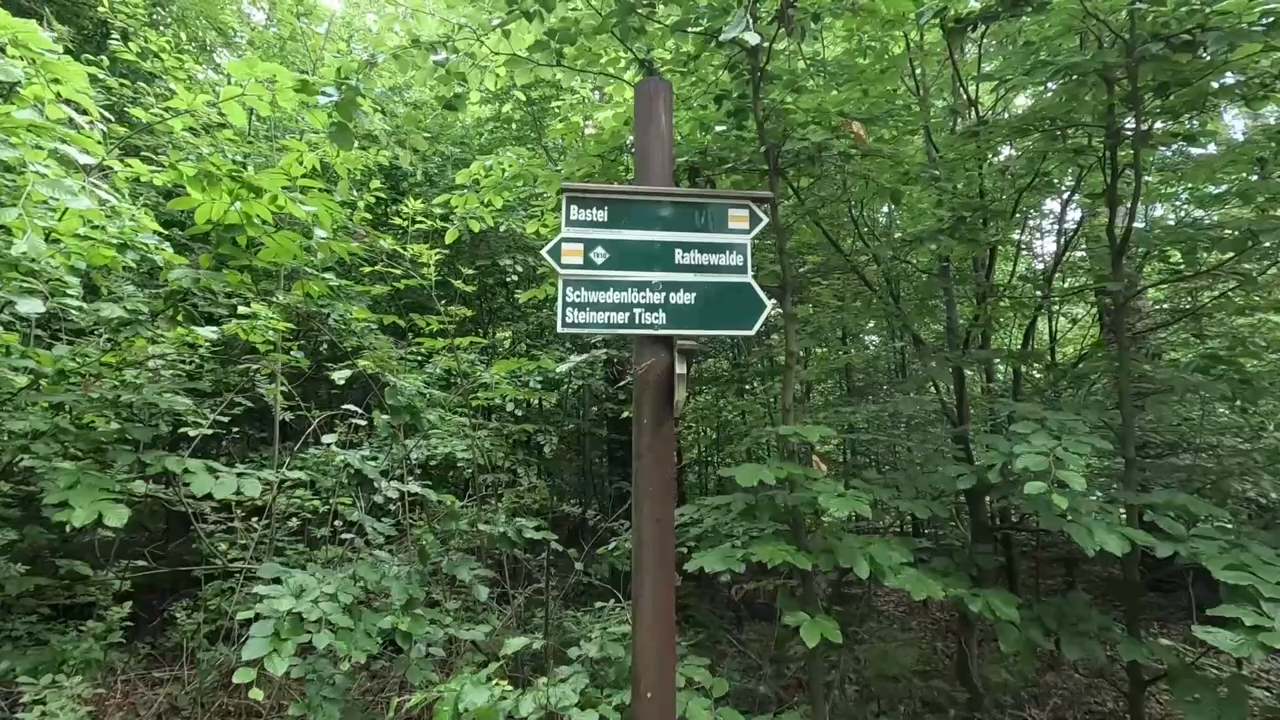 Bastei
Rathewalde
Schwedenlöcher oder
Steinerner Tisch